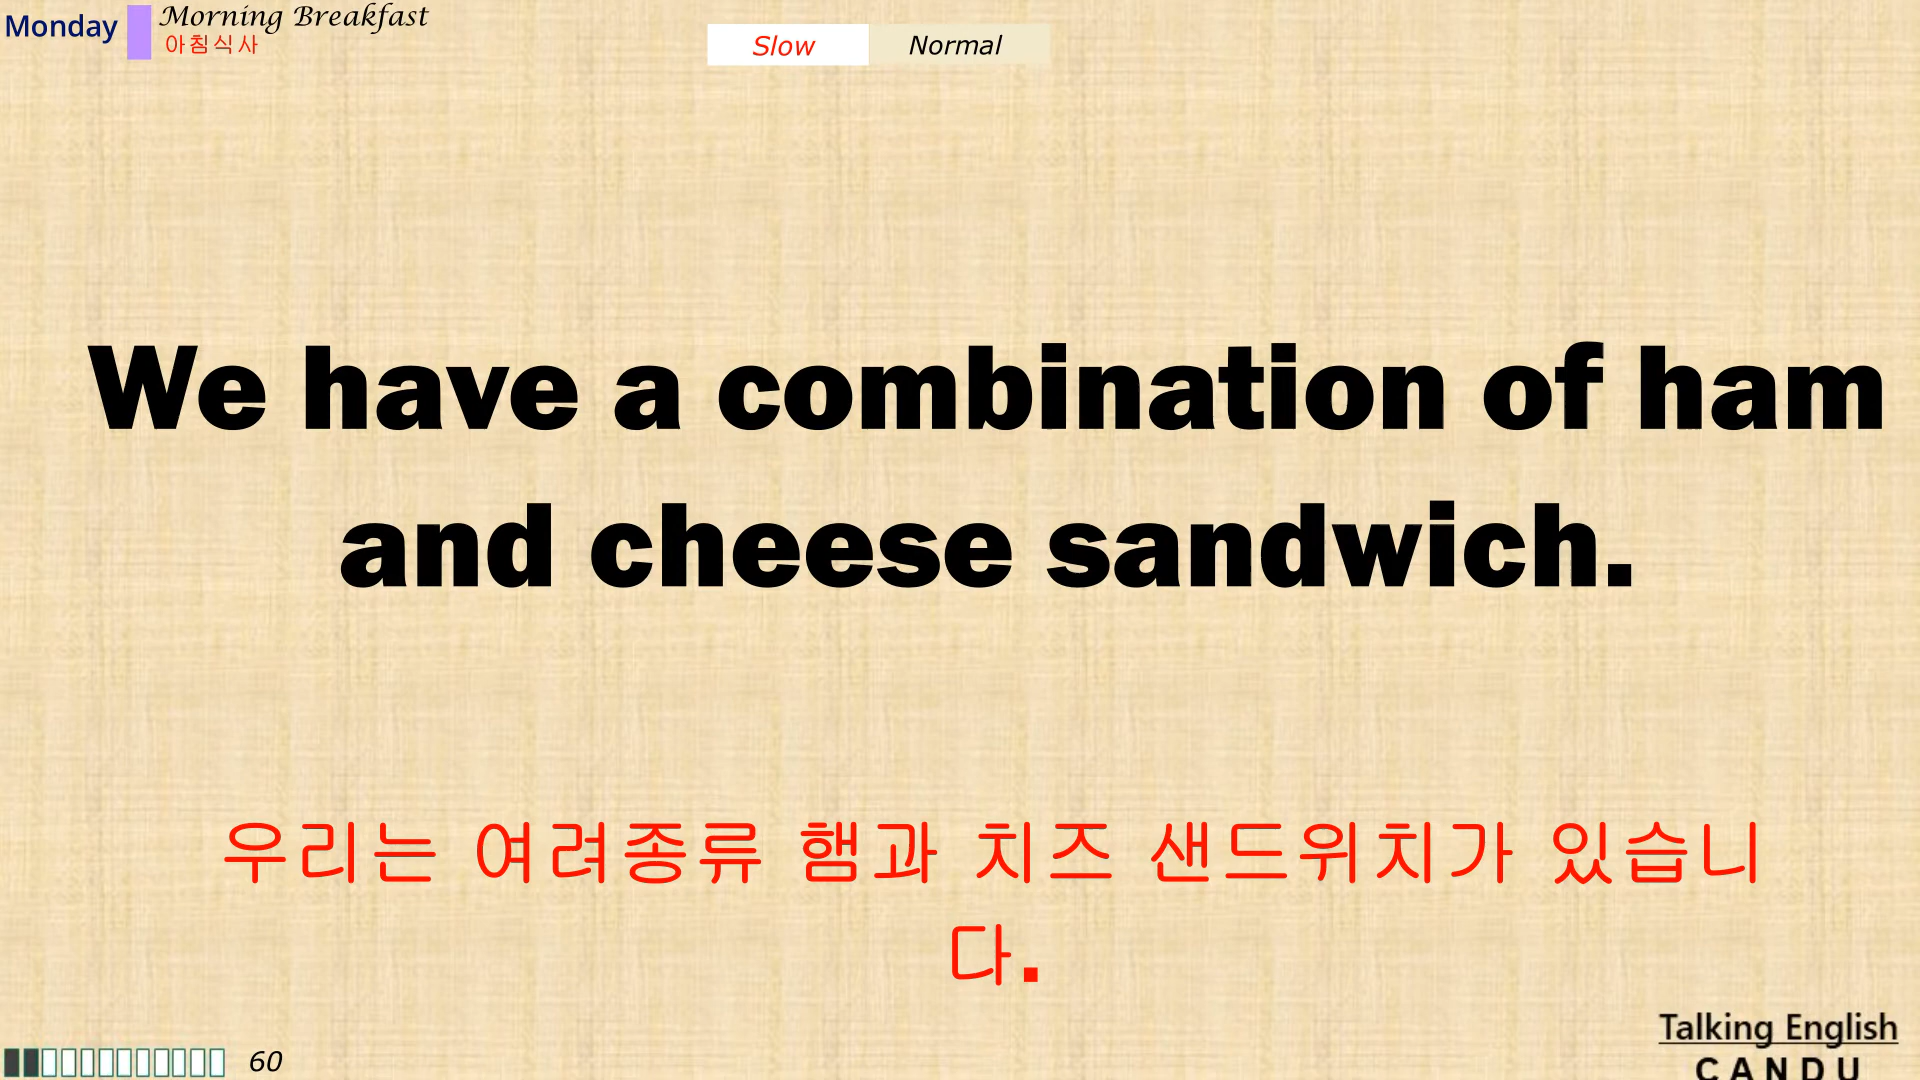 Monday
Morning Breakfast
아침식사
Slow Normal
We have a combination of ham
and cheese sandwich.
우리는 여려종류 햄과 치즈 샌드위치가 있습니
다.
60
Talking English
CANDU